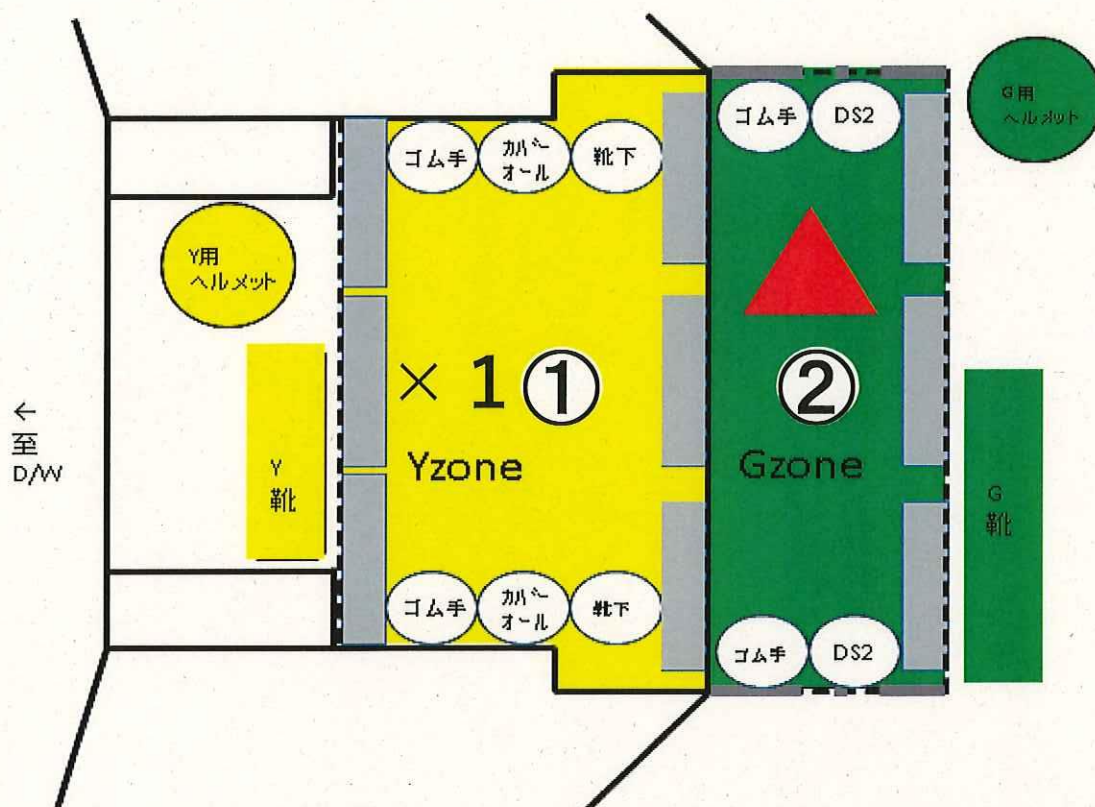 G用
ヘルメット
ゴム手
DS2
ゴム手
カバー
オール
靴下
Y用
ヘルメット
×1 ①
②
Yzone
Gzone
←
至
D/W
Y
靴
G
靴
ゴム手
カバー
オール
靴下
ゴム手
DS2